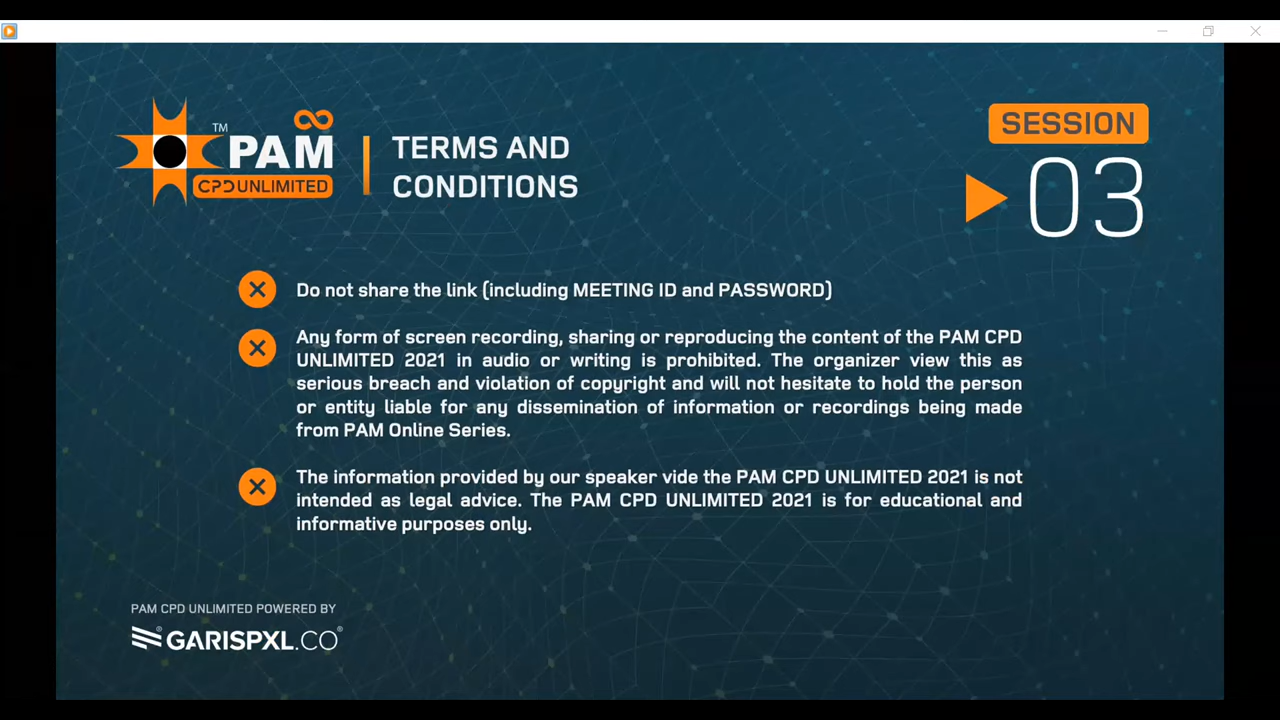 TM
PAM
CPD UNLIMITED
TERMS AND
CONDITIONS
SESSION
03
Do not share the link (including MEETING ID and PASSWORD)
Any form of screen recording, sharing or reproducing the content of the PAM CPD
UNLIMITED 2021 in audio or writing is prohibited. The organizer view this as
serious breach and violation of copyright and will not hesitate to hold the person
or entity liable for any dissemination of information or recordings being made
from PAM Online Series.
The information provided by our speaker vide the PAM CPD UNLIMITED 2021 is not
intended as legal advice. The PAM CPD UNLIMITED 2021 is for educational and
informative purposes only.
PAM CPD UNLIMITED POWERED BY
® GARISPXL.CO®